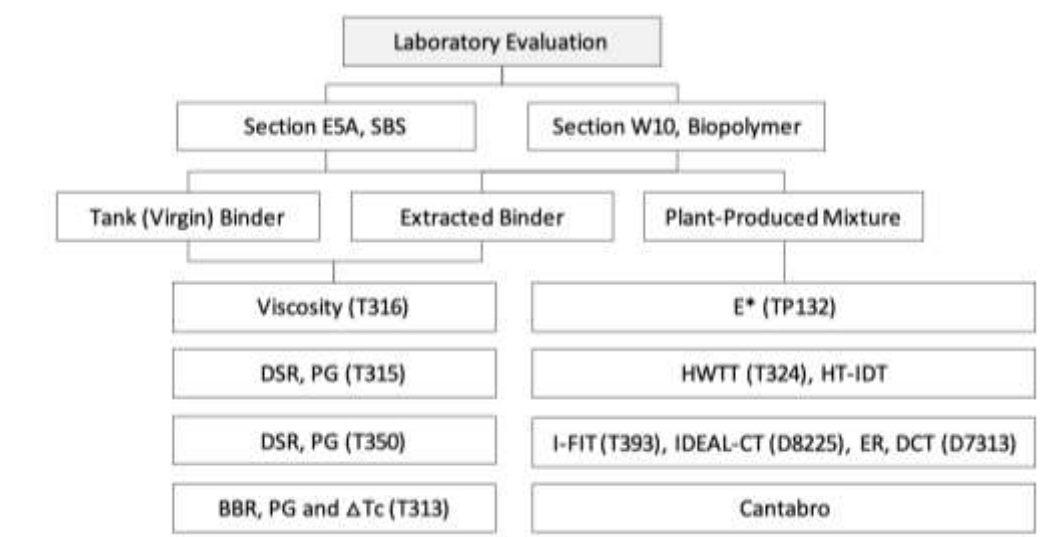 Laboratory Evaluation
Section E5A, SBS
Section W10, Biopolymer
Tank (Virgin) Binder
Extracted Binder
Plant-Produced Mixture
Viscosity (T316)
E* (TP132)
DSR, PG (T315)
HWTT (T324), HT-IDT
DSR, PG (T350)
I-FIT (T393), IDEAL-CT (D8225), ER, DCT (D7313)
BBR, PG and ΔTc (T313)
Cantabro